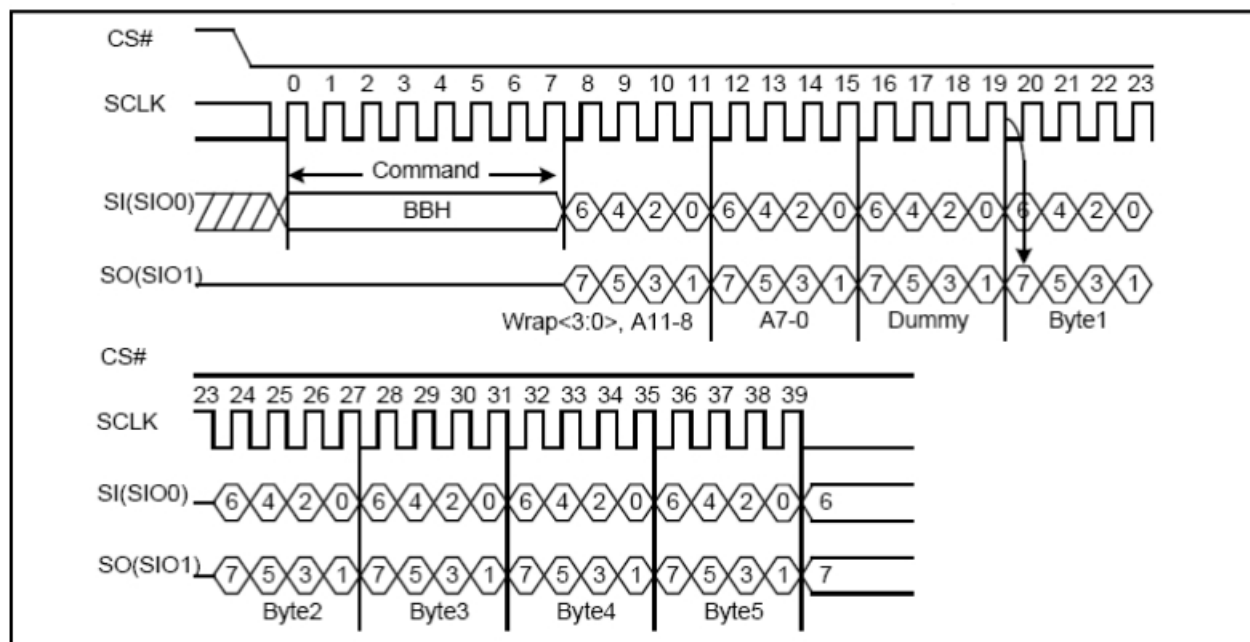 CS#
0 1 2 3 4 5 6 7 8 9 10 11 12 13 14 15 16 17 18 19 20 21 22 23
SCLK
Command
SI(SIO0) BBH 6 4 2 0 6 4 2 0 6 4 2 0 6 4 2 0
SO(SIO1) 7 5 3 1 7 5 3 1 7 5 3 1 7 5 3 1
Wrap<3:0>, A11-8 A7-0 Dummy Byte1
CS#
23 24 25 26 27 28 29 30 31 32 33 34 35 36 37 38 39
SCLK
SI(SIO0) 6 4 2 0 6 4 2 0 6 4 2 0 6 4 2 0 6
SO(SIO1) 7 5 3 1 7 5 3 1 7 5 3 1 7 5 3 1 7
Byte2 Byte3 Byte4 Byte5